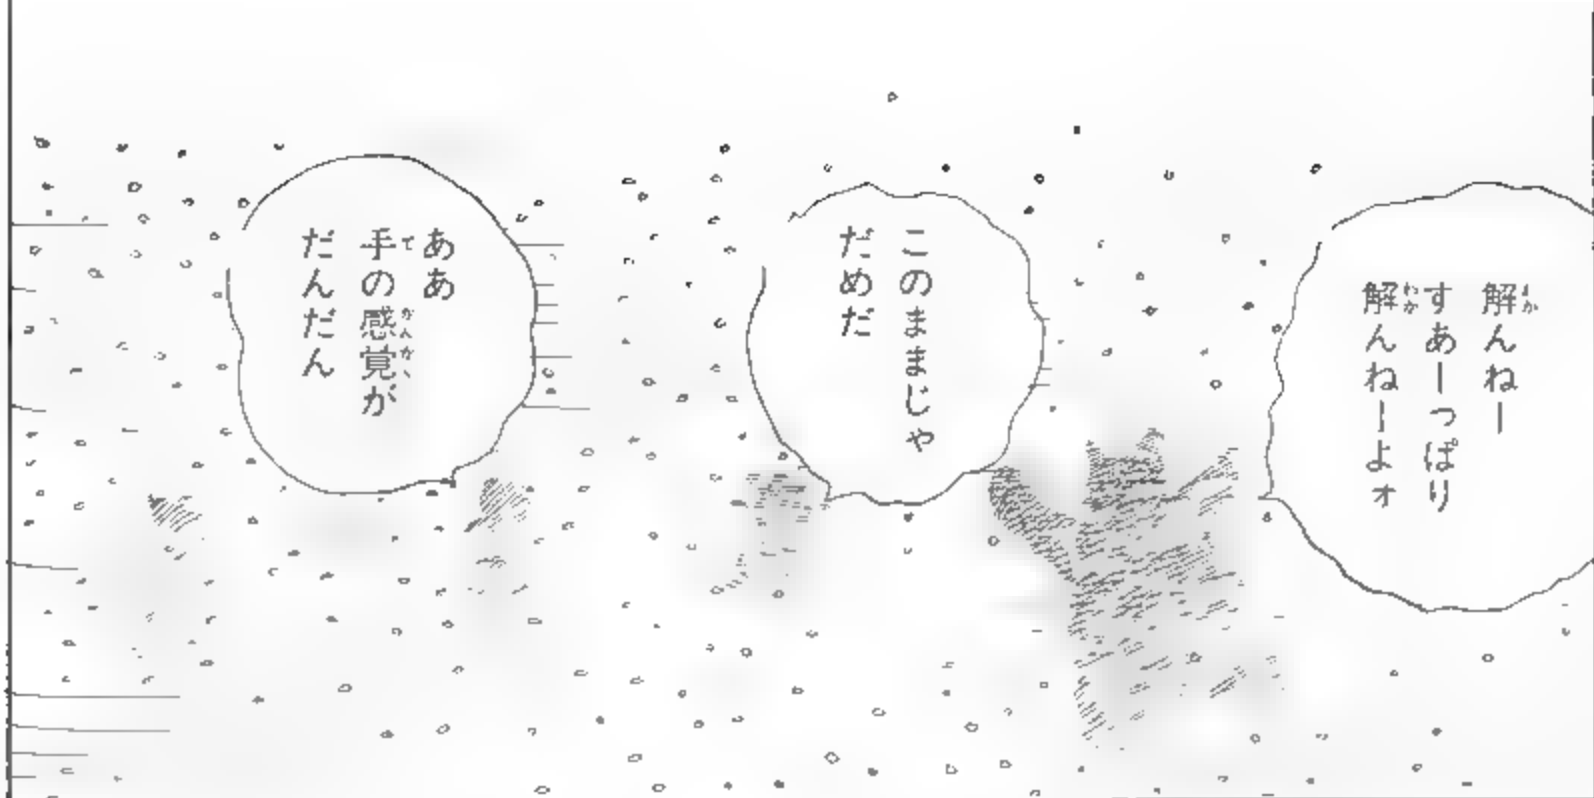 解んねー
すあーっぱり
解んねーよォ
このままじゃ
だめだ
ああ
手の感覚が
だんだん